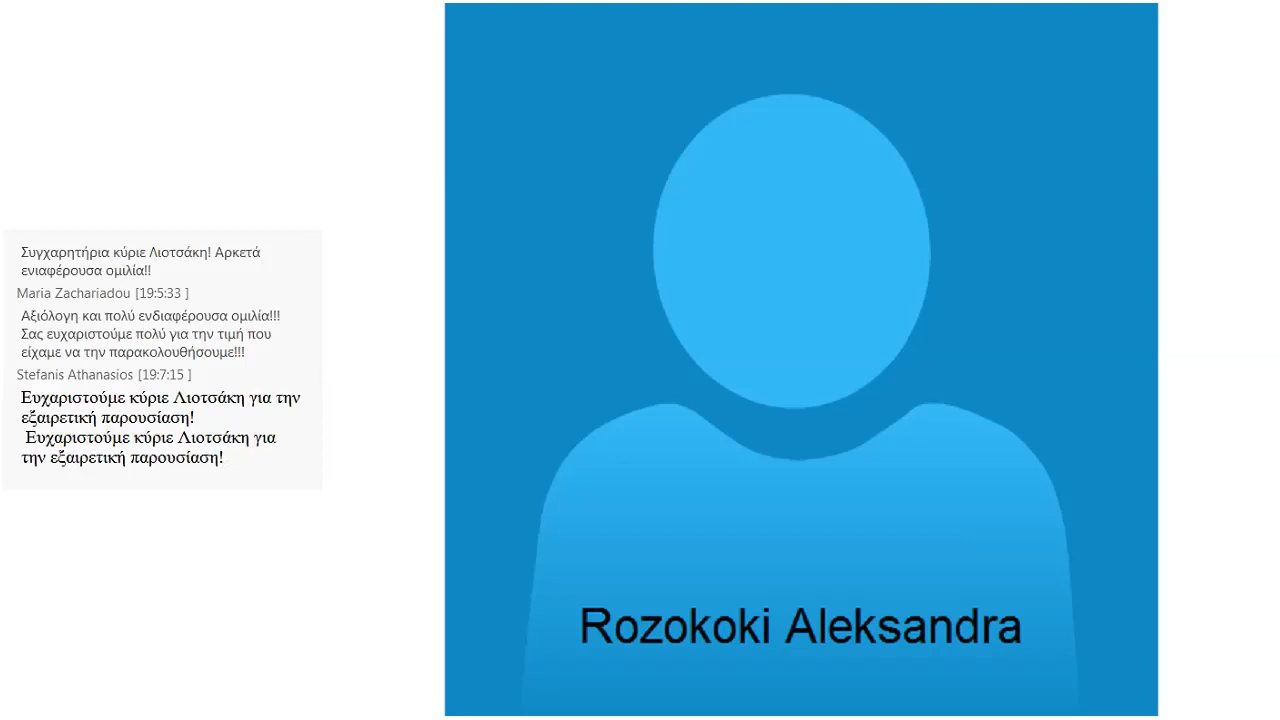 Συγχαρητήρια κύριε Λιοτσάκη! Αρκετά
ενιαφέρουσα ομιλία!!
Maria Zachariadou [19:5:33 ]
Αξιόλογη και πολύ ενδιαφέρουσα ομιλία!!!
Σας ευχαριστούμε πολύ για την τιμή που
είχαμε να την παρακολουθήσουμε!!!
Stefanis Athanasios [19:7:15 ]
Ευχαριστούμε κύριε Λιοτσάκη για την
εξαιρετική παρουσίαση!
Ευχαριστούμε κύριε Λιοτσάκη για
την εξαιρετική παρουσίαση!
Rozokoki Aleksandra